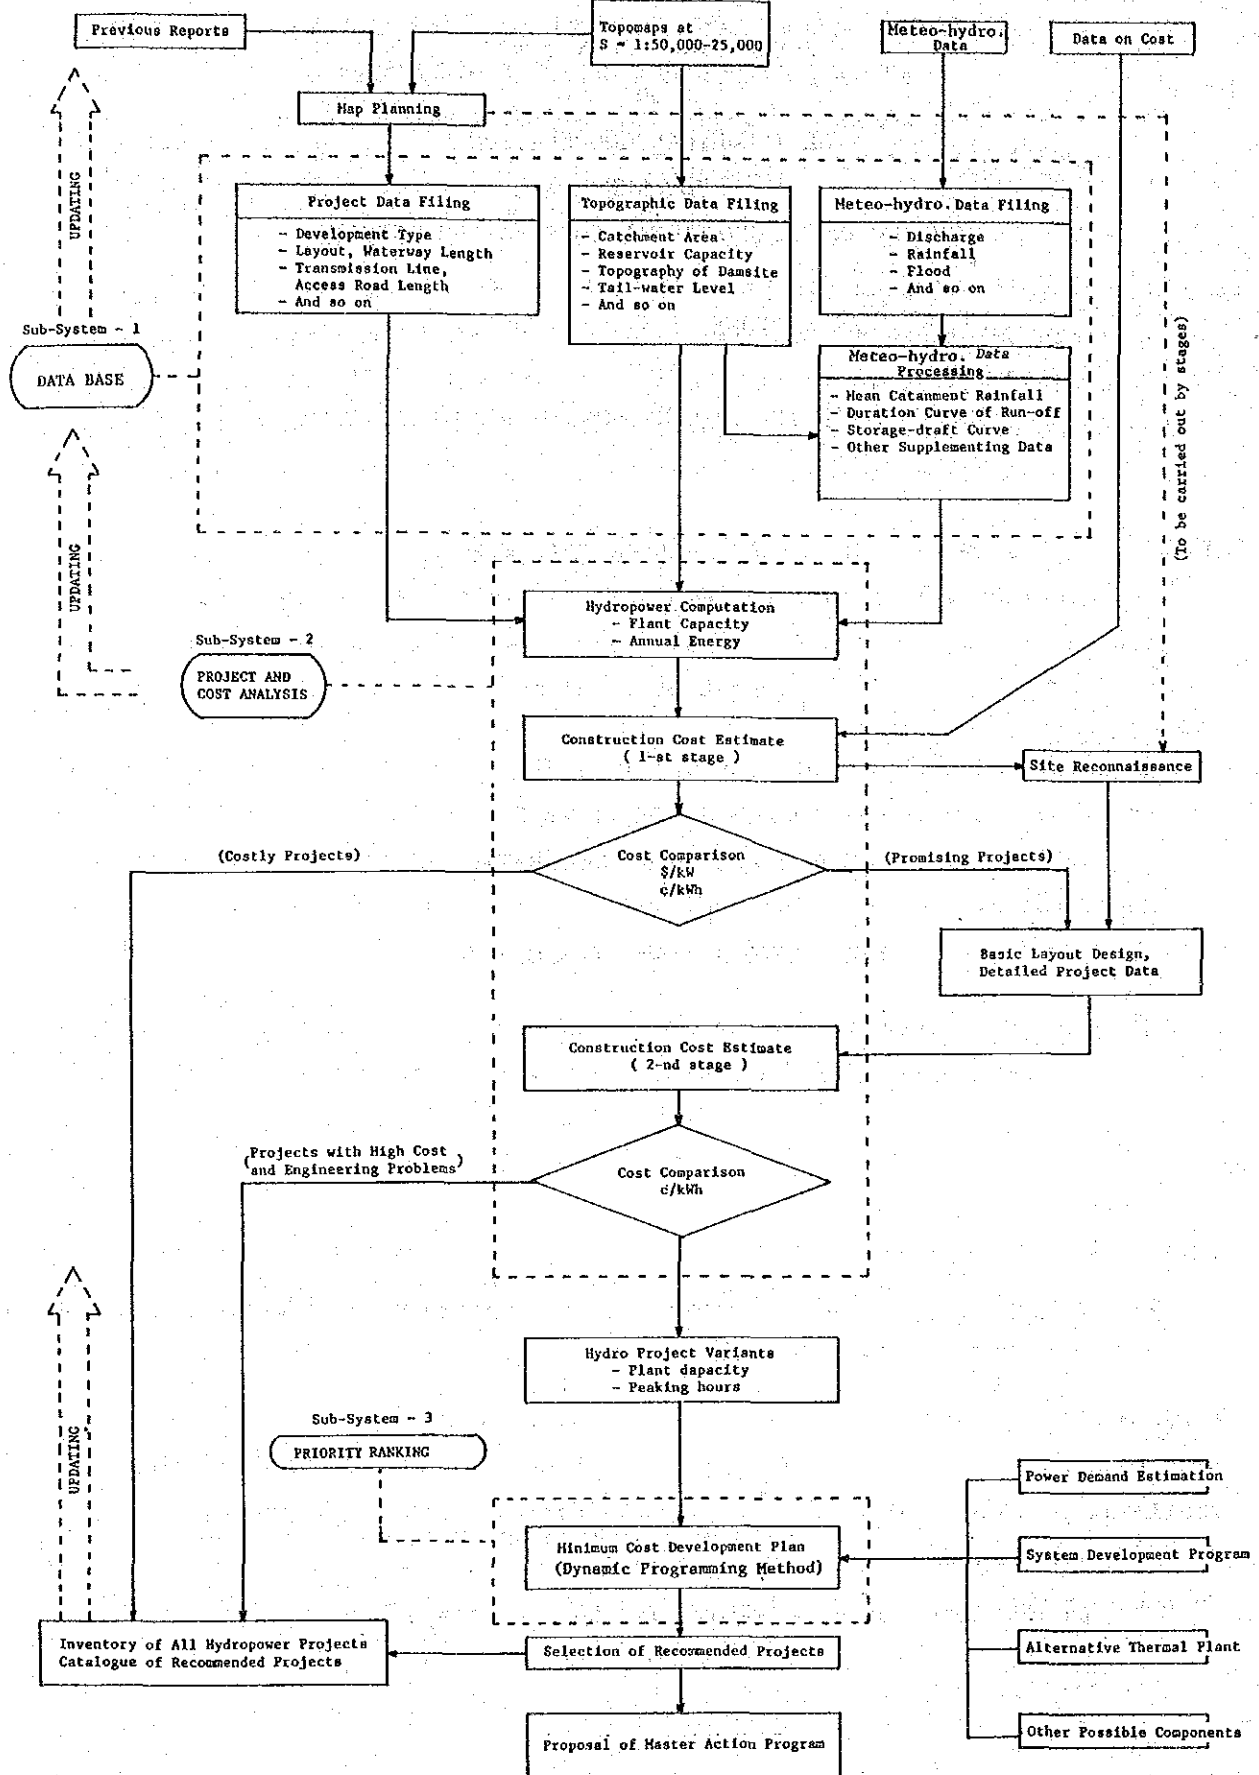 Previous Reports
Topomaps at
S = 1:50,000-25,000
Meteo-hydro.
Data
Data on Cost
Map Planning
UPDATING
Project Data Filing
- Development Type
- Layout, Waterway Length
- Transmission Line,
Access Road Length
- And so on
Topographic Data Filing
- Catchment Area
- Reservoir Capacity
- Topography of Damsite
- Tail-water Level
- And so on
Meteo-hydro. Data Filing
- Discharge
- Rainfall
- Flood
- And so on
Sub-System - 1
DATA BASE
Meteo-hydro. Data
Processing
- Mean Catanment Rainfall
- Duration Curve of Run-off
- Storage-draft Curve
- Other Supplementing Data
(To be carried out by stages)
UPDATING
Hydropower Computation
- Plant Capacity
- Annual Energy
Sub-System - 2
PROJECT AND
COST ANALYSIS
Construction Cost Estimate
( 1-st stage )
Site Reconnaissance
(Costly Projects)
Cost Comparison
$/kW
¢/kWh
(Promising Projects)
Basic Layout Design,
Detailed Project Data
Construction Cost Estimate
( 2-nd stage )
(Projects with High Cost
and Engineering Problems)
Cost Comparison
¢/kWh
UPDATING
Hydro Project Variants
- Plant dapacity
- Peaking hours
Sub-System - 3
PRIORITY RANKING
Power Demand Estimation
Minimum Cost Development Plan
(Dynamic Programming Method)
System Development Program
Inventory of All Hydropower Projects
Catalogue of Recommended Projects
Selection of Recommended Projects
Alternative Thermal Plant
Proposal of Master Action Program
Other Possible Components